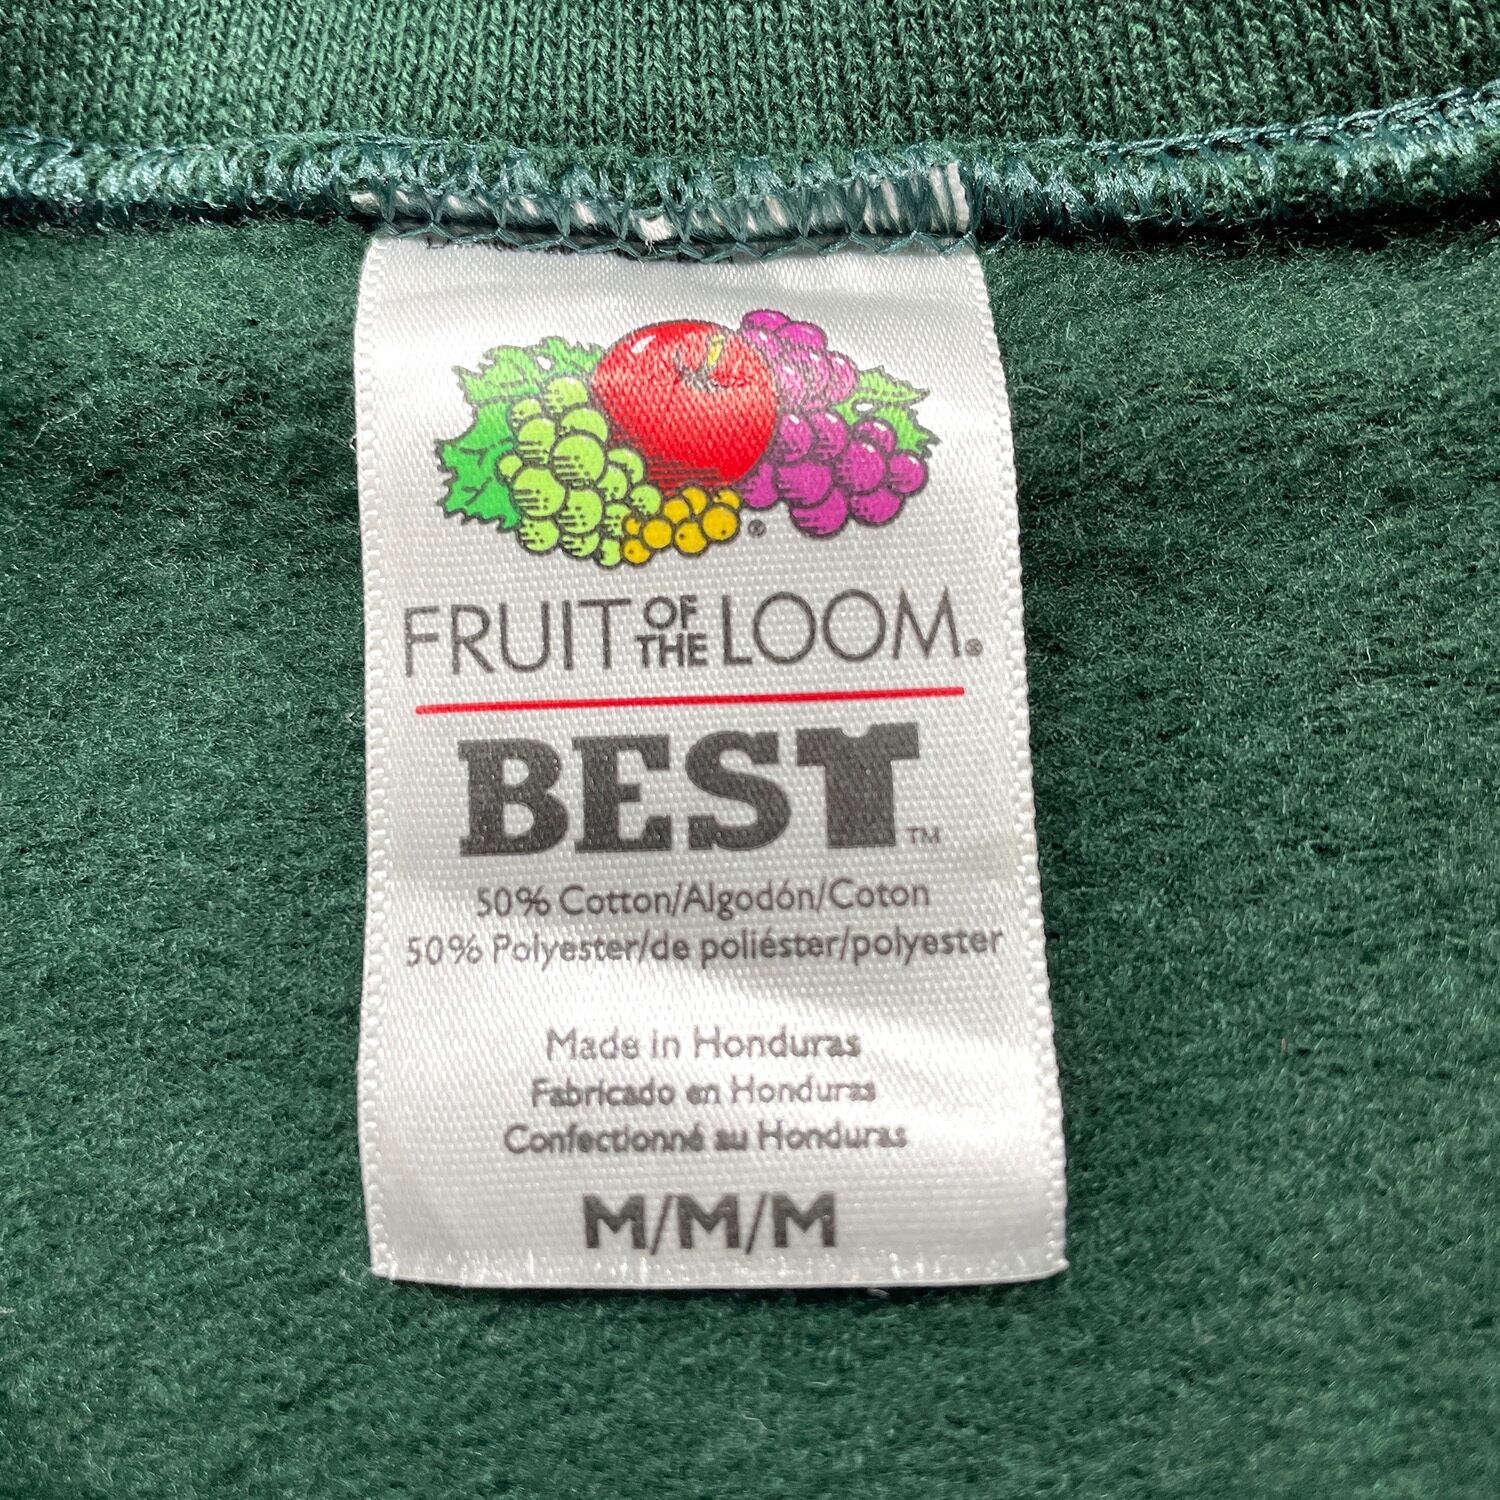 ®
FRUIT OF THE LOOM®
BEST™
50% Cotton/Algodón/Coton
50% Polyester/de poliéster/polyester
Made in Honduras
Fabricado en Honduras
Confectionné au Honduras
M/M/M